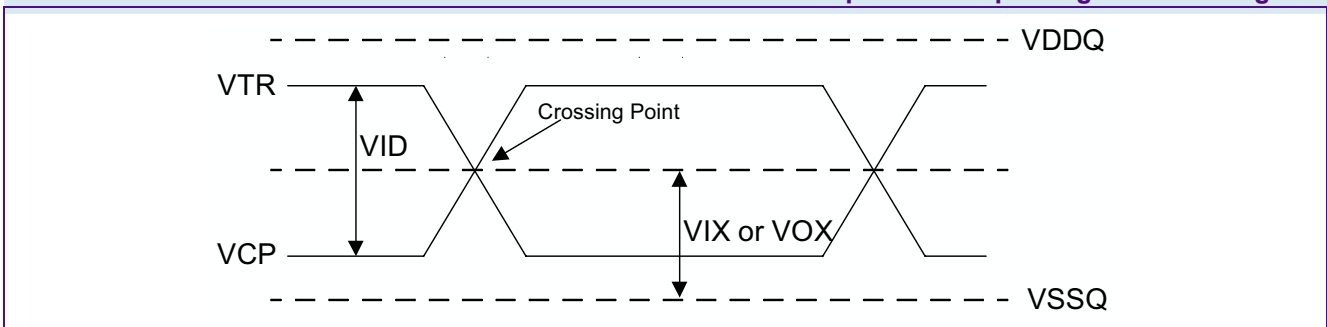 VDDQ
VTR
Crossing Point
VID
VIX or VOX
VCP
VSSQ